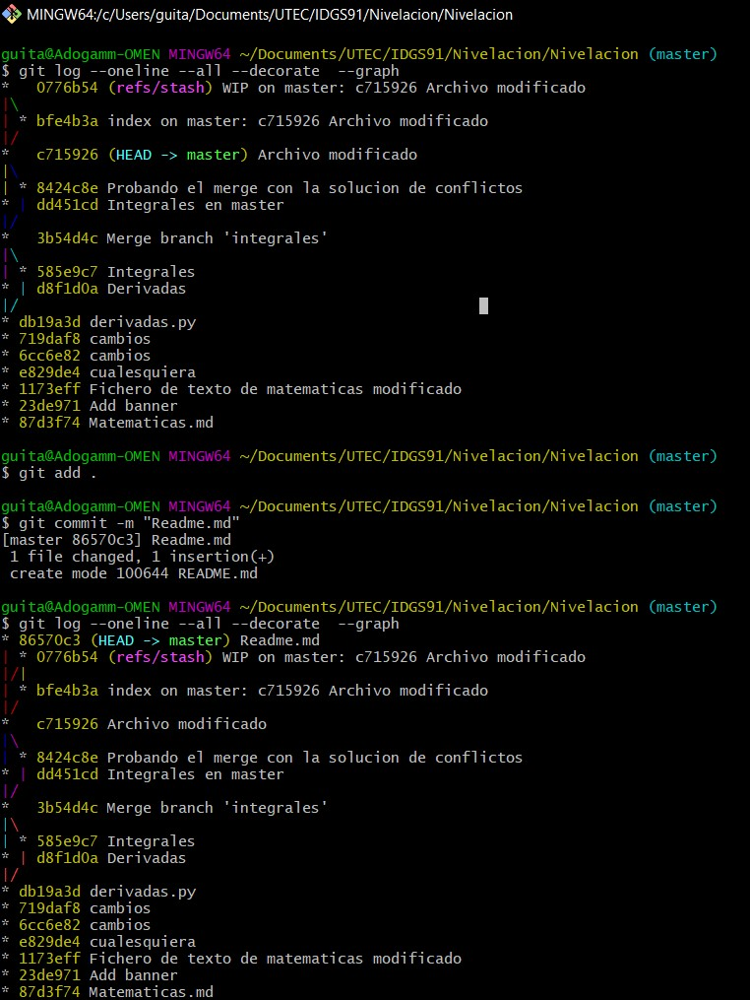 MINGW64:/c/Users/guita/Documents/UTEC/IDGS91/Nivelacion/Nivelacion
guita@Adogamm-OMEN MINGW64 ~/Documents/UTEC/IDGS91/Nivelacion/Nivelacion (master)
$ git log --oneline --all --decorate  --graph
*   0776b54 (refs/stash) WIP on master: c715926 Archivo modificado
|\
| * bfe4b3a index on master: c715926 Archivo modificado
|/
*   c715926 (HEAD -> master) Archivo modificado
|\
| * 8424c8e Probando el merge con la solucion de conflictos
* | dd451cd Integrales en master
|/
*   3b54d4c Merge branch 'integrales'
|\
| * 585e9c7 Integrales
* | d8f1d0a Derivadas
|/
* db19a3d derivadas.py
* 719daf8 cambios
* 6cc6e82 cambios
* e829de4 cualesquiera
* 1173eff Fichero de texto de matematicas modificado
* 23de971 Add banner
* 87d3f74 Matematicas.md
guita@Adogamm-OMEN MINGW64 ~/Documents/UTEC/IDGS91/Nivelacion/Nivelacion (master)
$ git add .
guita@Adogamm-OMEN MINGW64 ~/Documents/UTEC/IDGS91/Nivelacion/Nivelacion (master)
$ git commit -m "Readme.md"
[master 86570c3] Readme.md
 1 file changed, 1 insertion(+)
 create mode 100644 README.md
guita@Adogamm-OMEN MINGW64 ~/Documents/UTEC/IDGS91/Nivelacion/Nivelacion (master)
$ git log --oneline --all --decorate  --graph
* 86570c3 (HEAD -> master) Readme.md
| * 0776b54 (refs/stash) WIP on master: c715926 Archivo modificado
|/|
| * bfe4b3a index on master: c715926 Archivo modificado
|/
*   c715926 Archivo modificado
|\
| * 8424c8e Probando el merge con la solucion de conflictos
* | dd451cd Integrales en master
|/
*   3b54d4c Merge branch 'integrales'
|\
| * 585e9c7 Integrales
* | d8f1d0a Derivadas
|/
* db19a3d derivadas.py
* 719daf8 cambios
* 6cc6e82 cambios
* e829de4 cualesquiera
* 1173eff Fichero de texto de matematicas modificado
* 23de971 Add banner
* 87d3f74 Matematicas.md